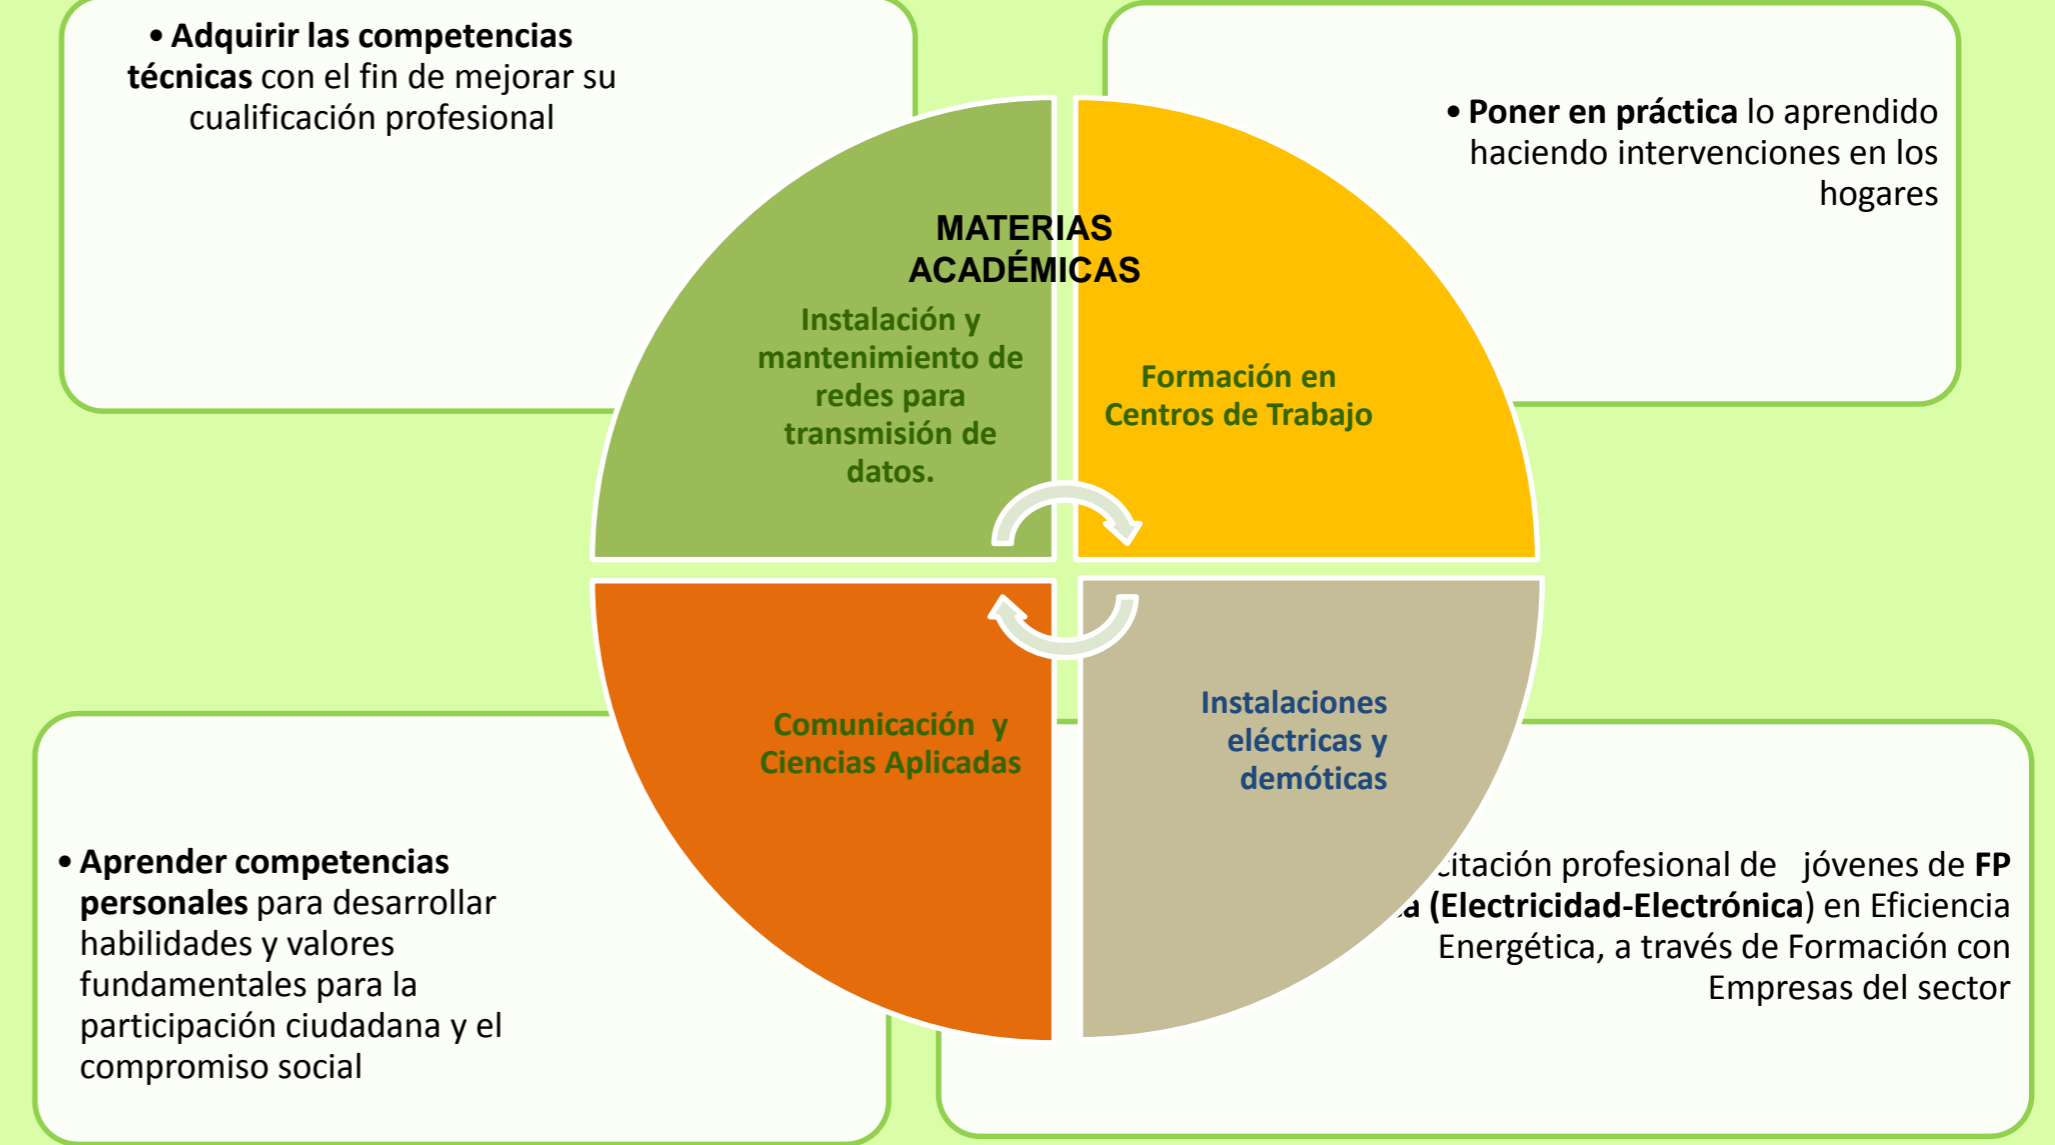 • Adquirir las competencias
técnicas con el fin de mejorar su
cualificación profesional
• Poner en práctica lo aprendido
haciendo intervenciones en los
hogares
MATERIAS
ACADÉMICAS
Instalación y
mantenimiento de
redes para
transmisión de
datos.
Formación en
Centros de Trabajo
Comunicación y
Ciencias Aplicadas
Instalaciones
eléctricas y
demóticas
• Aprender competencias
personales para desarrollar
habilidades y valores
fundamentales para la
participación ciudadana y el
compromiso social
profesional de jóvenes de FP
(Electricidad-Electrónica) en Eficiencia
Energética, a través de Formación con
Empresas del sector